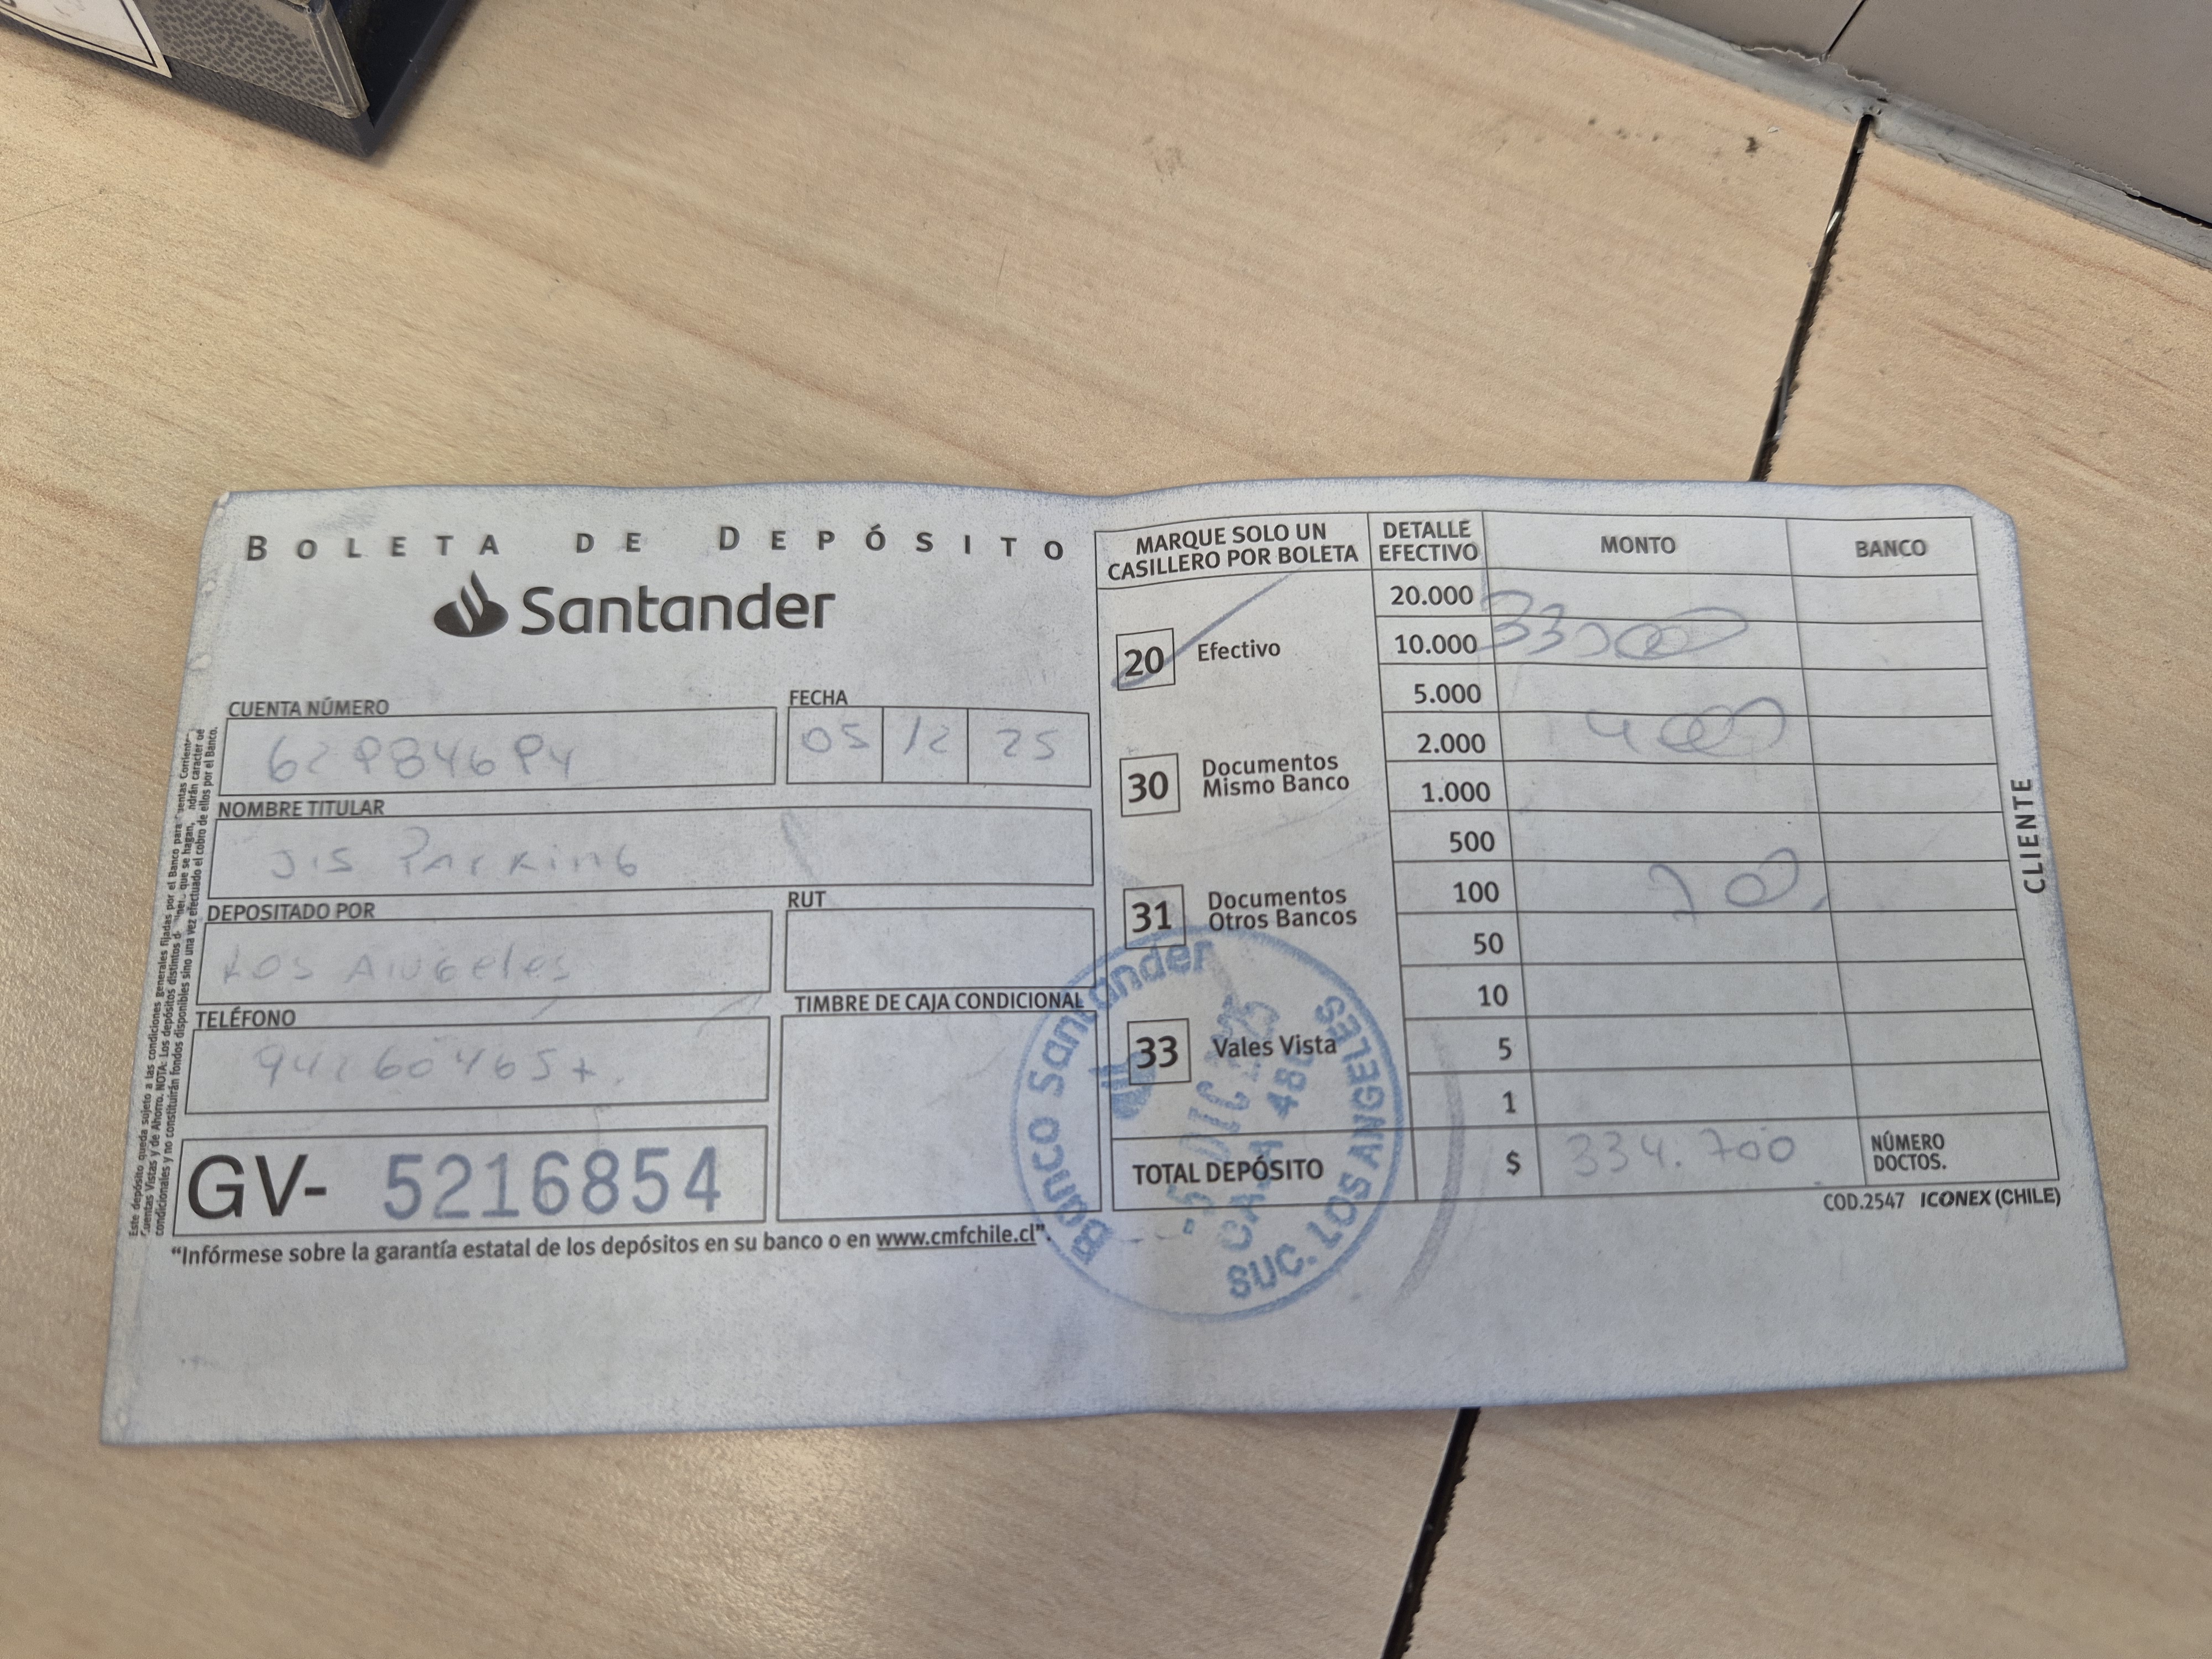 BOLETA DE DEPÓSITO
Santander
CUENTA NÚMERO
FECHA
05 12 25
NOMBRE TITULAR
JIS Parking
DEPOSITADO POR
RUT
Los Angeles
TELÉFONO
TIMBRE DE CAJA CONDICIONAL
GV- 5216854
"Infórmese sobre la garantía estatal de los depósitos en su banco o en www.cmfchile.cl".
MARQUE SOLO UN
CASILLERO POR BOLETA
20 Efectivo
30 Documentos
Mismo Banco
31 Documentos
Otros Bancos
33 Vales Vista
DETALLE
EFECTIVO
MONTO
BANCO
20.000
10.000
5.000
2.000
1.000
500
100
50
10
5
1
TOTAL DEPÓSITO $ 334.700
NÚMERO
DOCTOS.
COD.2547 ICONEX (CHILE)
CLIENTE
Banco Santander
SUC. LOS ANGELES